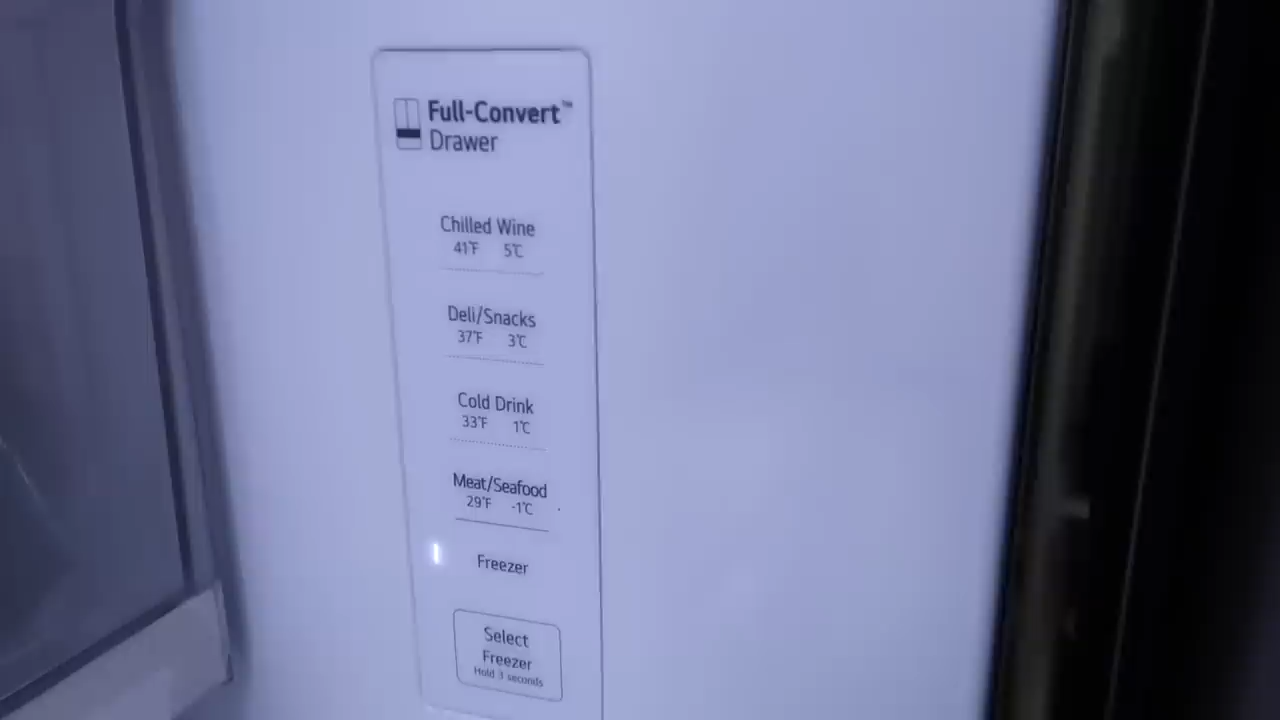 Full-Convert™
Drawer
Chilled Wine
41°F 5°C
Deli/Snacks
37°F 3°C
Cold Drink
33°F 1°C
Meat/Seafood
29°F -1°C
Freezer
Select
Freezer
Hold 3 seconds